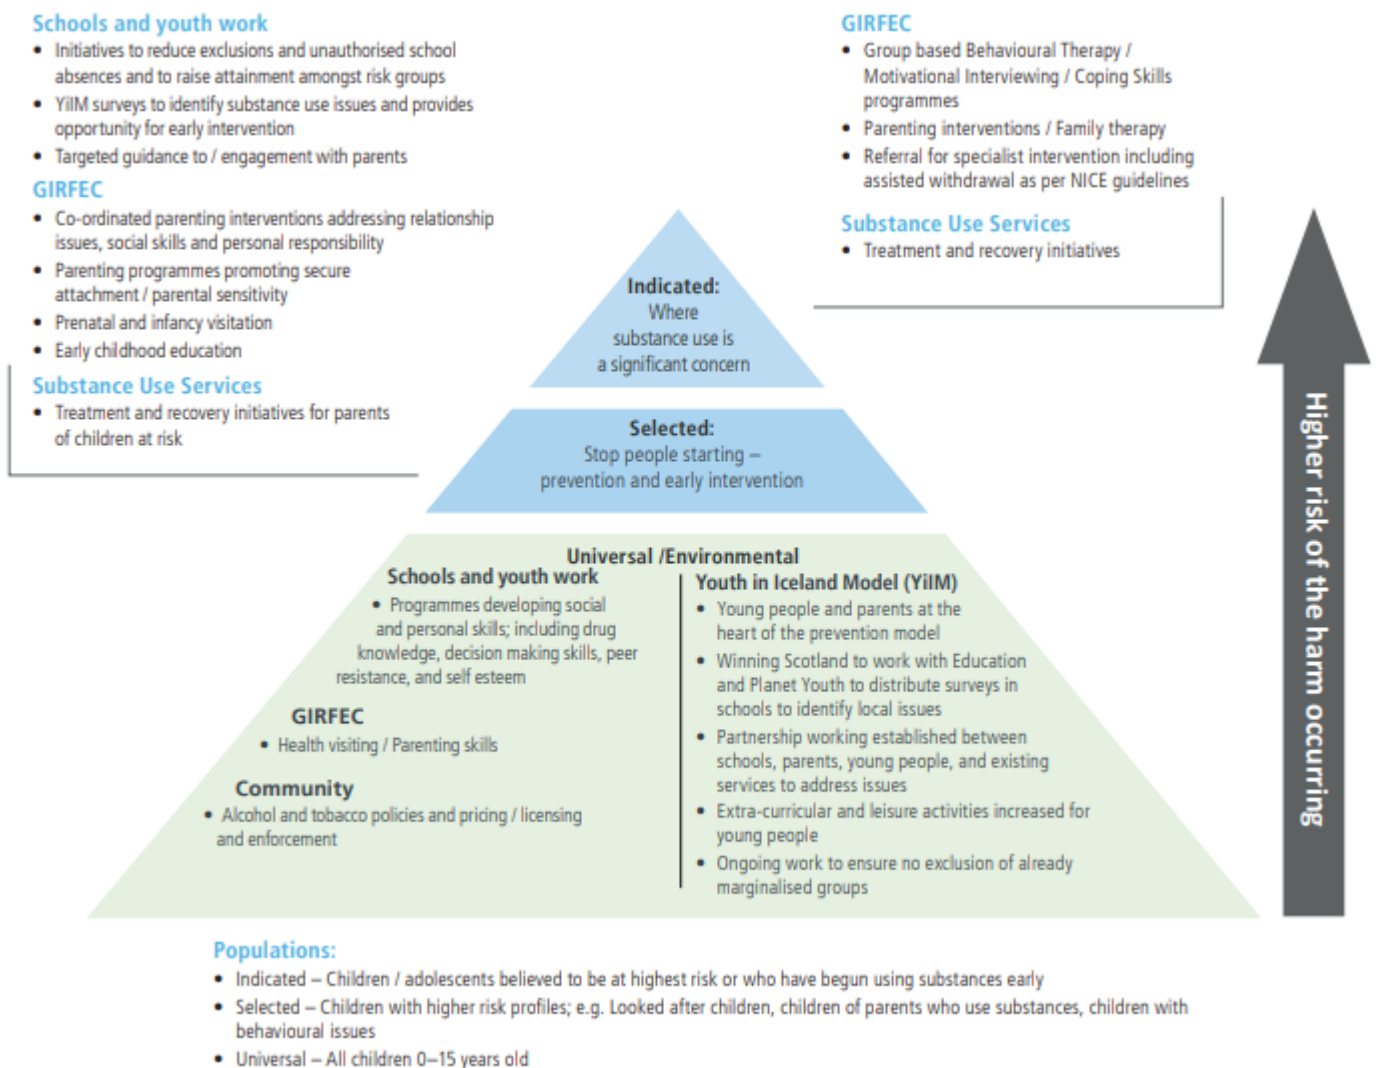 Schools and youth work
• Initiatives to reduce exclusions and unauthorised school
absences and to raise attainment amongst risk groups
• YiIM surveys to identify substance use issues and provides
opportunity for early intervention
• Targeted guidance to / engagement with parents
GIRFEC
• Co-ordinated parenting interventions addressing relationship
issues, social skills and personal responsibility
• Parenting programmes promoting secure
attachment / parental sensitivity
• Prenatal and infancy visitation
• Early childhood education
Substance Use Services
• Treatment and recovery initiatives for parents
of children at risk
GIRFEC
• Group based Behavioural Therapy /
Motivational Interviewing / Coping Skills
programmes
• Parenting interventions / Family therapy
• Referral for specialist intervention including
assisted withdrawal as per NICE guidelines
Substance Use Services
• Treatment and recovery initiatives
Indicated:
Where
substance use is
a significant concern
Selected:
Stop people starting –
prevention and early intervention
Universal /Environmental
Schools and youth work
• Programmes developing social
and personal skills; including drug
knowledge, decision making skills, peer
resistance, and self esteem
GIRFEC
• Health visiting / Parenting skills
Community
• Alcohol and tobacco policies and pricing / licensing
and enforcement
Youth in Iceland Model (YiIM)
• Young people and parents at the
heart of the prevention model
• Winning Scotland to work with Education
and Planet Youth to distribute surveys in
schools to identify local issues
• Partnership working established between
schools, parents, young people, and existing
services to address issues
• Extra-curricular and leisure activities increased for
young people
• Ongoing work to ensure no exclusion of already
marginalised groups
Higher risk of the harm occurring
Populations:
• Indicated – Children / adolescents believed to be at highest risk or who have begun using substances early
• Selected – Children with higher risk profiles; e.g. Looked after children, children of parents who use substances, children with
behavioural issues
• Universal – All children 0–15 years old